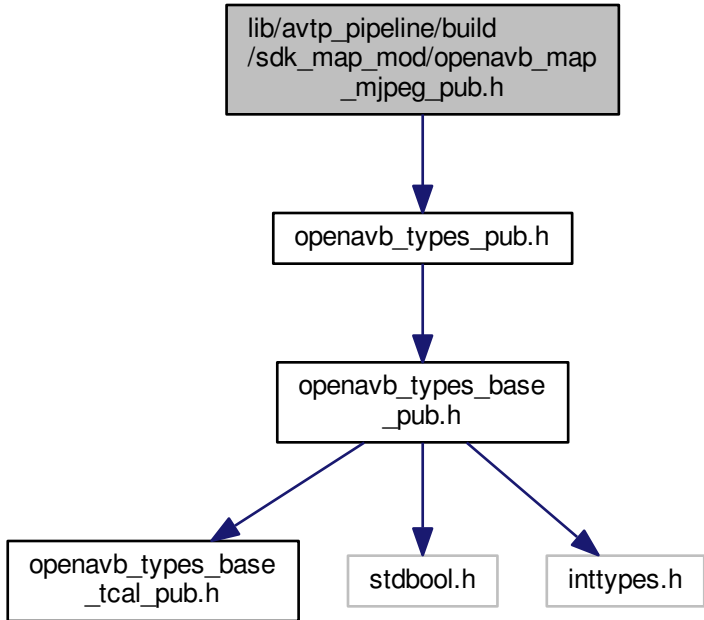 lib/avtp_pipeline/build
/sdk_map_mod/openavb_map
_mjpeg_pub.h
openavb_types_pub.h
openavb_types_base
_pub.h
openavb_types_base
_tcal_pub.h
stdbool.h
inttypes.h